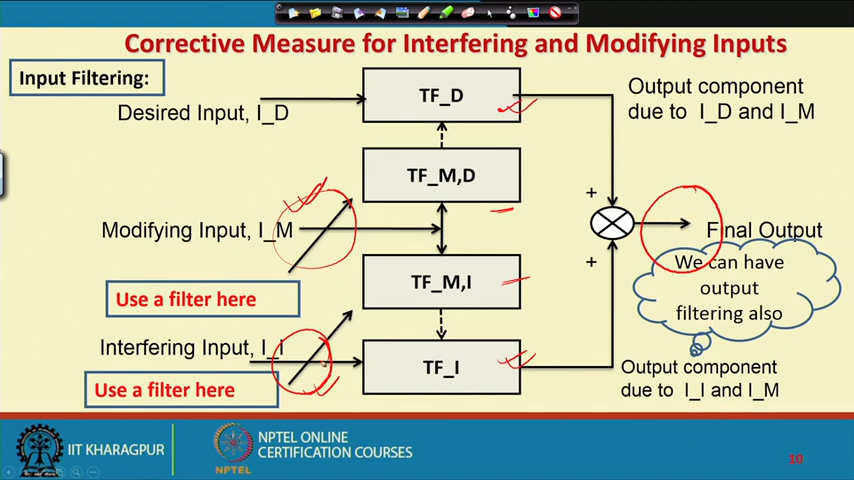 Corrective Measure for Interfering and Modifying Inputs
Input Filtering:
Desired Input, I_D
TF_D
Output component
due to I_D and I_M
TF_M,D
+
Modifying Input, I_M
Final Output
Use a filter here
TF_M,I
+
We can have
output
filtering also
Interfering Input, I_I
Use a filter here
TF_I
Output component
due to I_I and I_M
IIT KHARAGPUR
NPTEL
NPTEL ONLINE
CERTIFICATION COURSES
10